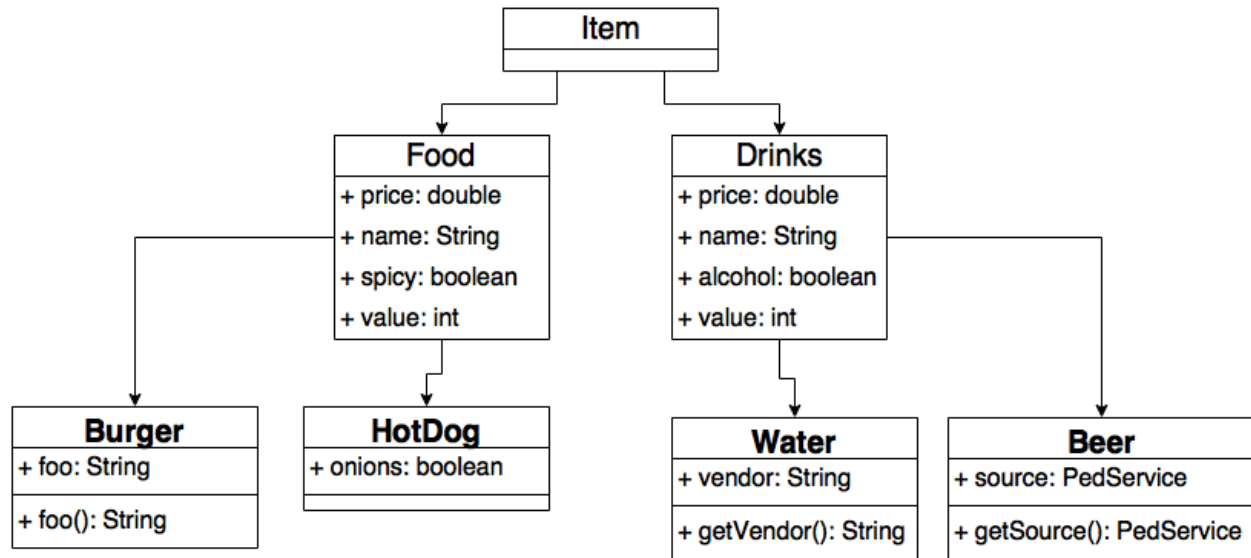 Item
Food
+ price: double
+ name: String
+ spicy: boolean
+ value: int
Drinks
+ price: double
+ name: String
+ alcohol: boolean
+ value: int
Burger
+ foo: String
+ foo(): String
HotDog
+ onions: boolean
Water
+ vendor: String
+ getVendor(): String
Beer
+ source: PedService
+ getSource(): PedService